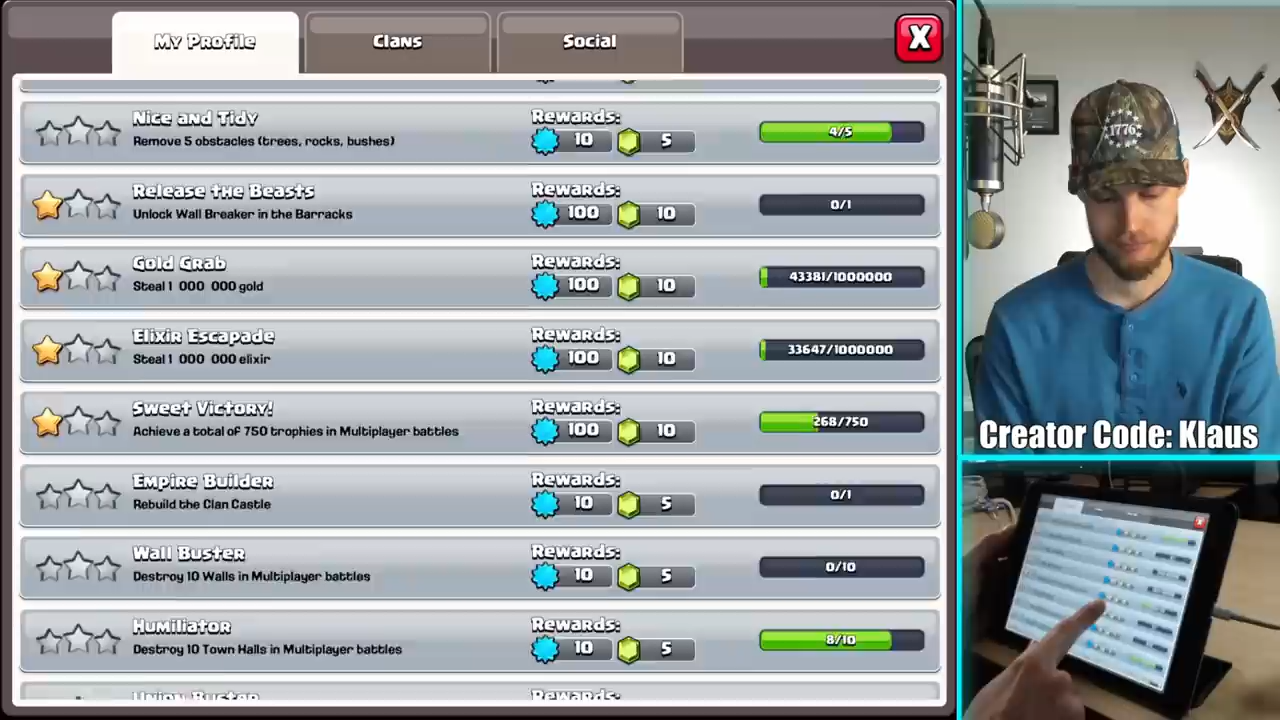 My Profile
Clans
Social
X
Nice and Tidy
Remove 5 obstacles (trees, rocks, bushes)
Rewards:
10
5
4/5
Release the Beasts
Unlock Wall Breaker in the Barracks
Rewards:
100
10
0/1
Gold Grab
Steal 1 000 000 gold
Rewards:
100
10
43381/1000000
Elixir Escapade
Steal 1 000 000 elixir
Rewards:
100
10
33647/1000000
Sweet Victory!
Achieve a total of 750 trophies in Multiplayer battles
Rewards:
100
10
268/750
Empire Builder
Rebuild the Clan Castle
Rewards:
10
5
0/1
Wall Buster
Destroy 10 Walls in Multiplayer battles
Rewards:
10
5
0/10
Humiliator
Destroy 10 Town Halls in Multiplayer battles
Rewards:
10
5
8/10
Union Buster
Rewards:
1776
Creator Code: Klaus